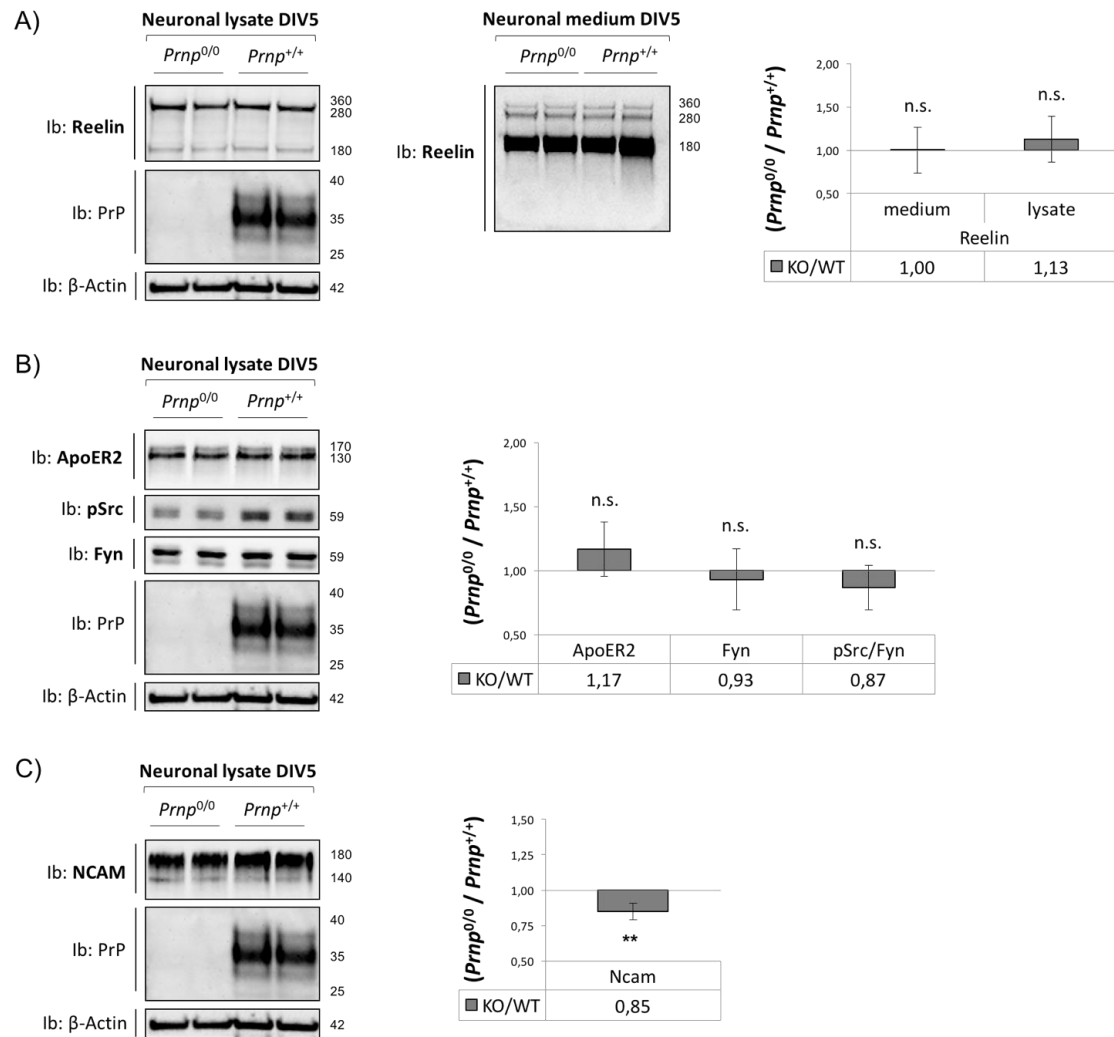 A)
Neuronal lysate DIV5
Prnp0/0 Prnp+/+
Ib: Reelin
360
280
180
Ib: PrP
40
35
25
Ib: β-Actin
42
Neuronal medium DIV5
Prnp0/0 Prnp+/+
Ib: Reelin
360
280
180
(Prnp0/0 / Prnp+/+)
2,00
1,50
1,00
0,50
n.s. n.s.
medium lysate
Reelin
KO/WT 1,00 1,13
B)
Neuronal lysate DIV5
Prnp0/0 Prnp+/+
Ib: ApoER2
170
130
Ib: pSrc
59
Ib: Fyn
59
Ib: PrP
40
35
25
Ib: β-Actin
42
(Prnp0/0 / Prnp+/+)
2,00
1,50
1,00
0,50
n.s. n.s. n.s.
ApoER2 Fyn pSrc/Fyn
KO/WT 1,17 0,93 0,87
C)
Neuronal lysate DIV5
Prnp0/0 Prnp+/+
Ib: NCAM
180
140
Ib: PrP
40
35
25
Ib: β-Actin
42
(Prnp0/0 / Prnp+/+)
1,50
1,25
1,00
0,75
0,50
**
Ncam
KO/WT 0,85